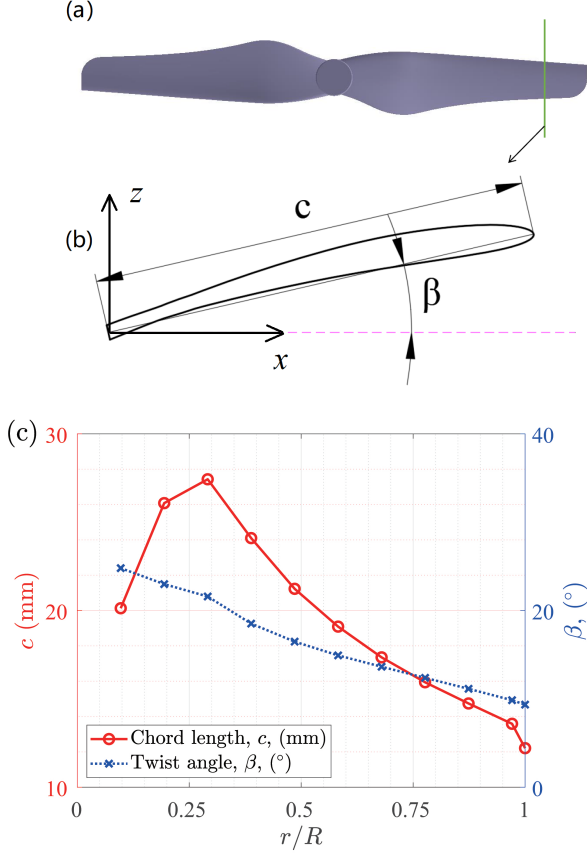 (a)
z
c
(b)
β
x
(c)
30
40
c (mm)
20
20
β, (°)
Chord length, c, (mm)
Twist angle, β, (°)
10
0
0
0.25
0.5
0.75
1
r/R